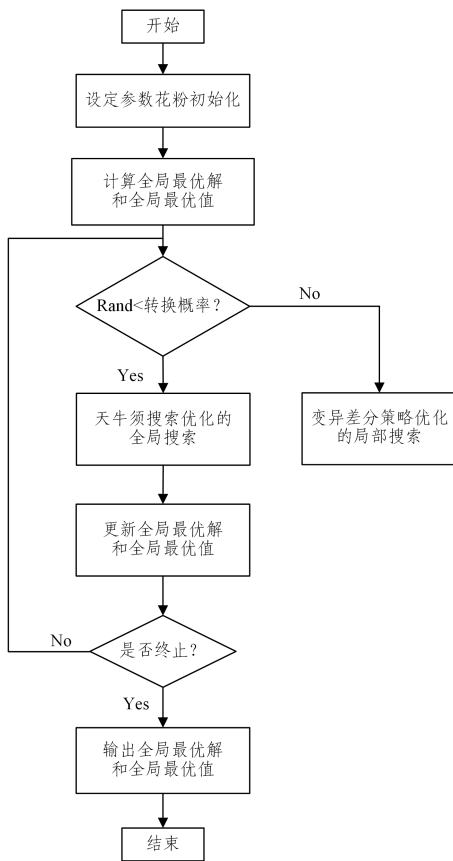 开始
设定参数花粉初始化
计算全局最优解
和全局最优值
Rand<转换概率?
No
Yes
天牛须搜索优化的
全局搜索
变异差分策略优化
的局部搜索
更新全局最优解
和全局最优值
No
是否终止?
Yes
输出全局最优解
和全局最优值
结束